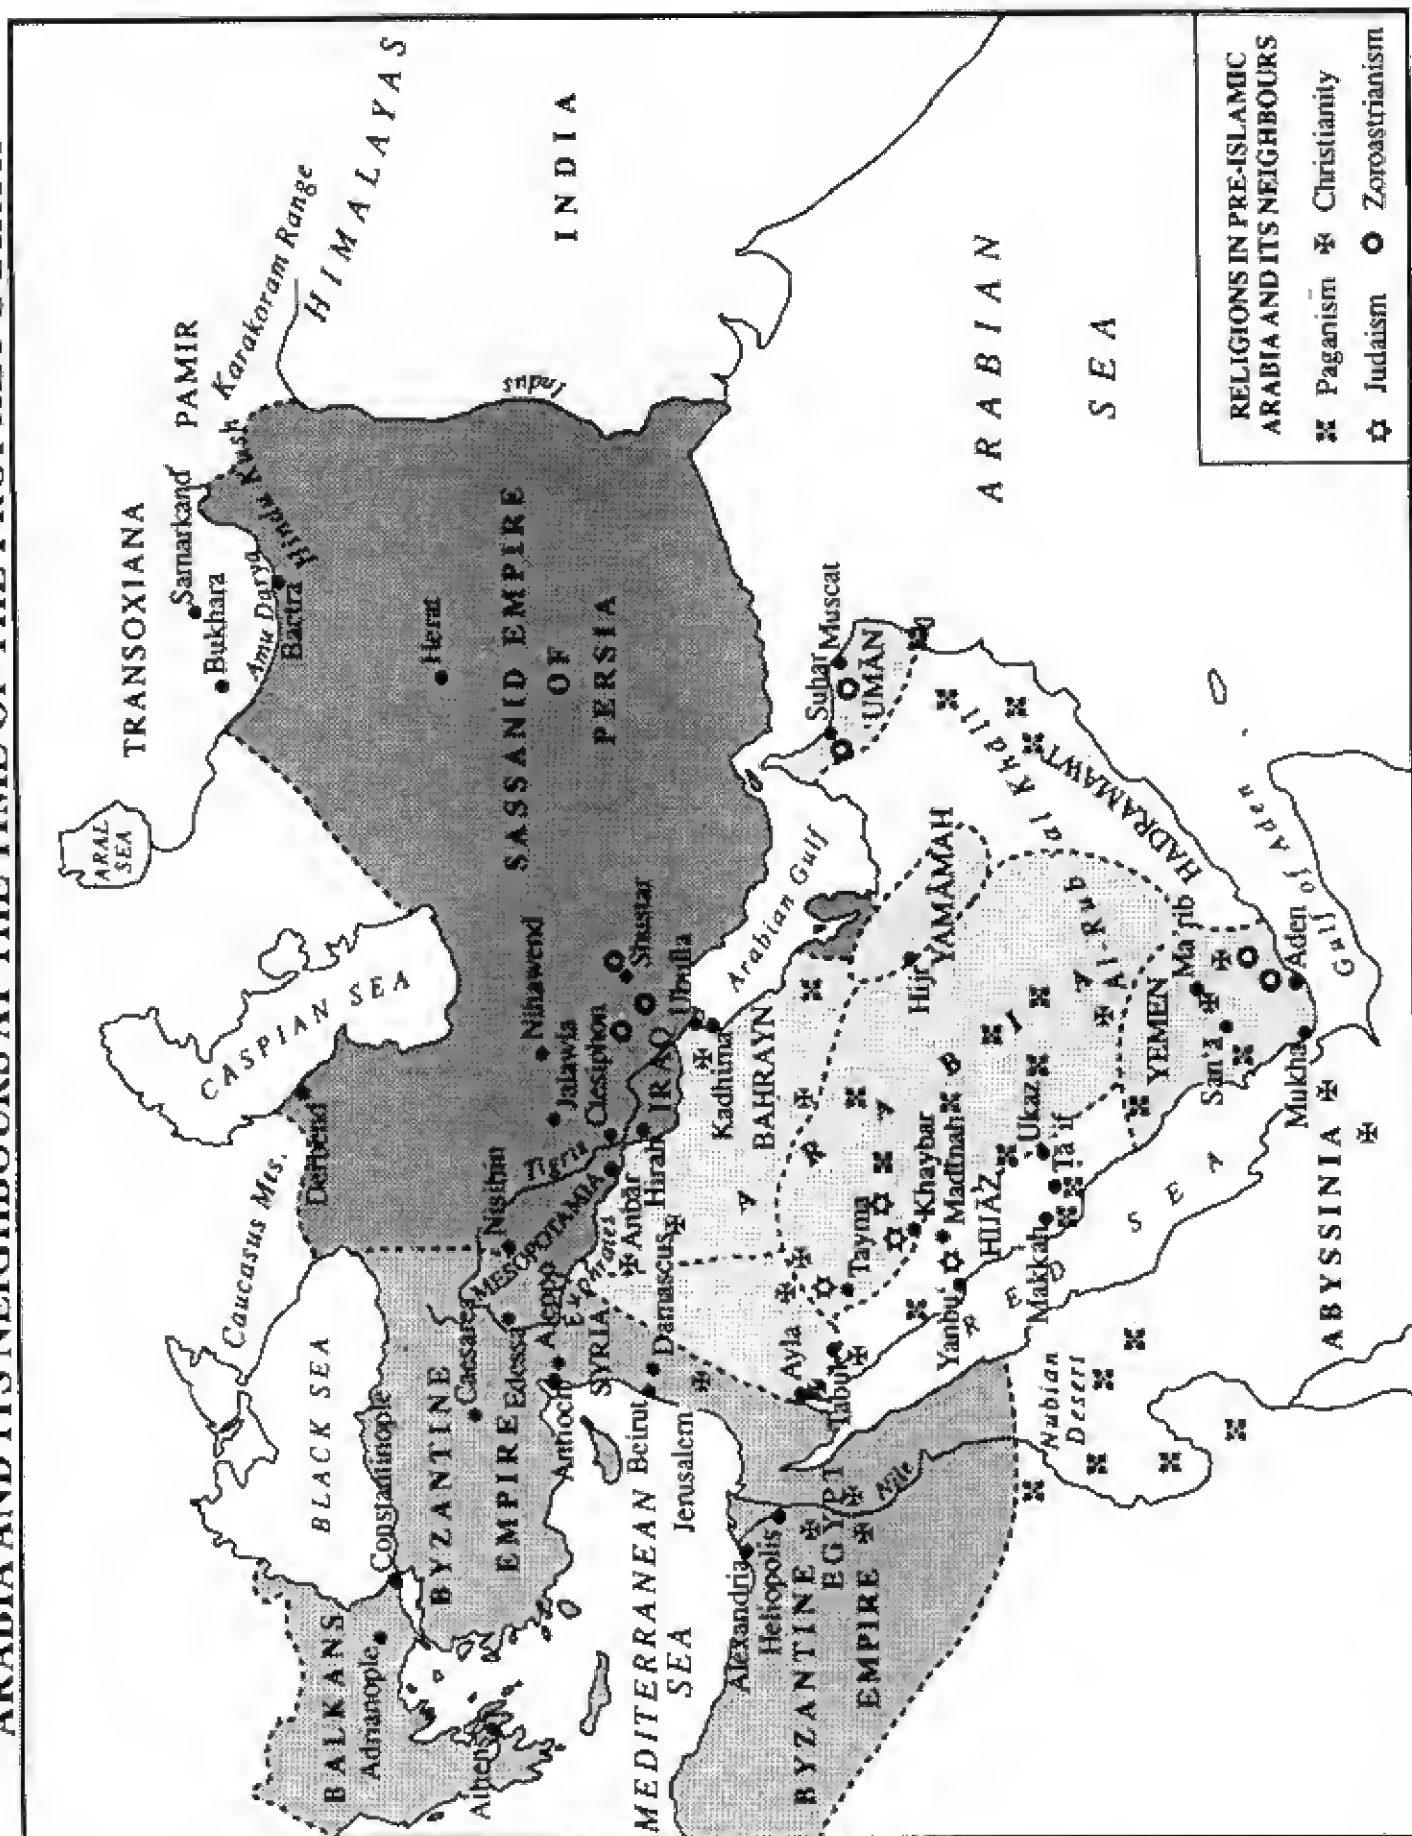 ARABIA AND ITS NEIGHBOURS AT THE TIME OF THE
BALKANS
Adrianople
Athens
Constantinople
BLACK SEA
Caucasus Mts.
CASPIAN SEA
Derbend
ARAL
SEA
TRANSOXIANA
Samarkand
Bukhara
Amu Darya
Bactra
Hindu Kush
PAMIR
Karakoram Range
HIMALAYAS
INDIA
Indus
Herat
SASSANID EMPIRE
OF
PERSIA
BYZANTINE
EMPIRE
Caesarea
Edessa
Nisibin
MESOPOTAMIA
Aleppo
Antioch
SYRIA
Euphrates
Nihawend
Jalawla
Ctesiphon
Shustar
Ubulla
IRAQ
Anbar
Hirah
Kadhuma
Damascus
Beirut
Jerusalem
MEDITERRANEAN
SEA
Alexandria
Heliopolis
BYZANTINE
EGYPT
EMPIRE
Nile
Ayla
Tabuk
Tayma
Khaybar
Madinah
Yanbu'
HIJAZ
Makkah
Ta'if
Ukaz
ARABIA
BAHRAYN
Arabian Gulf
Hijr
YAMĀMAH
Suhar
Muscat
'UMĀN
Al-Rub' al Khālī
HADRAMAWT
YEMEN
Ma'rib
San'ā
Aden
Mukha
Gulf of Aden
RED SEA
Nubian
Desert
ABYSSINIA
ARABIAN
SEA
RELIGIONS IN PRE-ISLAMIC
ARABIA AND ITS NEIGHBOURS
Paganism Christianity
Judaism Zoroastrianism